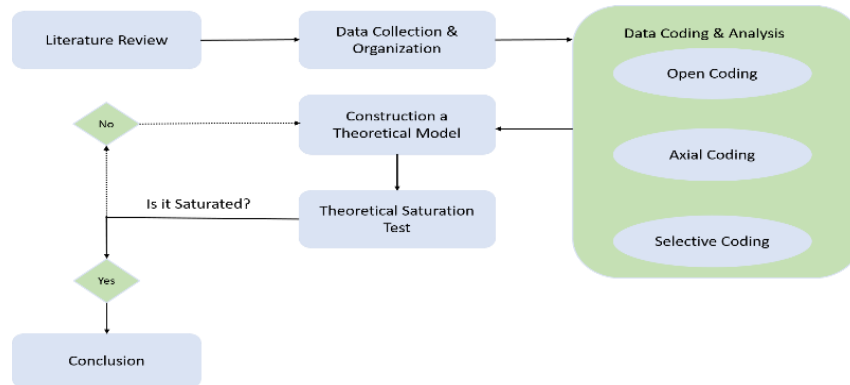 Literature Review
Data Collection &
Organization
Data Coding & Analysis
Open Coding
Axial Coding
Selective Coding
No
Construction a
Theoretical Model
Is it Saturated?
Theoretical Saturation
Test
Yes
Conclusion